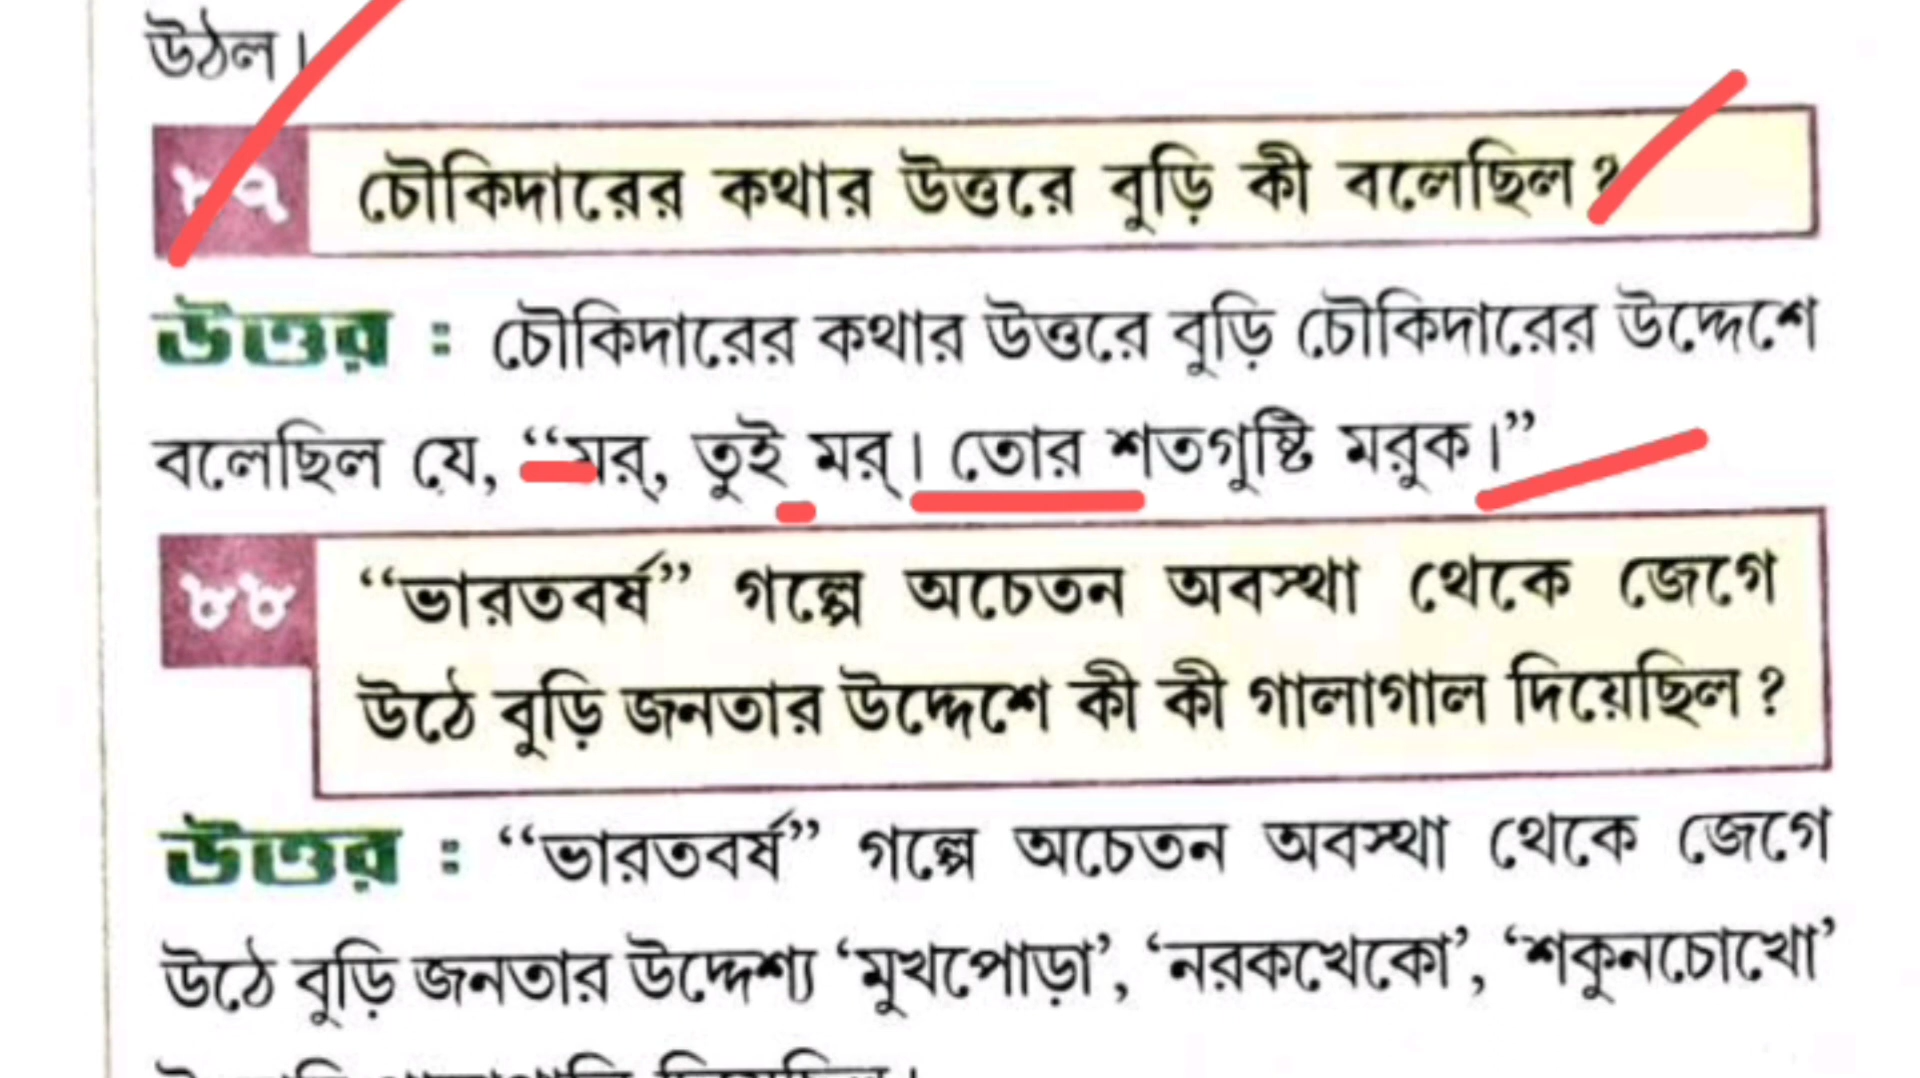 উঠল।
৮৭ চৌকিদারের কথার উত্তরে বুড়ি কী বলেছিল?
উত্তর : চৌকিদারের কথার উত্তরে বুড়ি চৌকিদারের উদ্দেশে
বলেছিল যে, “মর্, তুই মর্। তোর শতগুষ্টি মরুক।”
৮৮ “ভারতবর্ষ” গল্পে অচেতন অবস্থা থেকে জেগে
উঠে বুড়ি জনতার উদ্দেশে কী কী গালাগাল দিয়েছিল?
উত্তর : “ভারতবর্ষ” গল্পে অচেতন অবস্থা থেকে জেগে
উঠে বুড়ি জনতার উদ্দেশ্য ‘মুখপোড়া’, ‘নরকখেকো’, ‘শকুনচোখো’